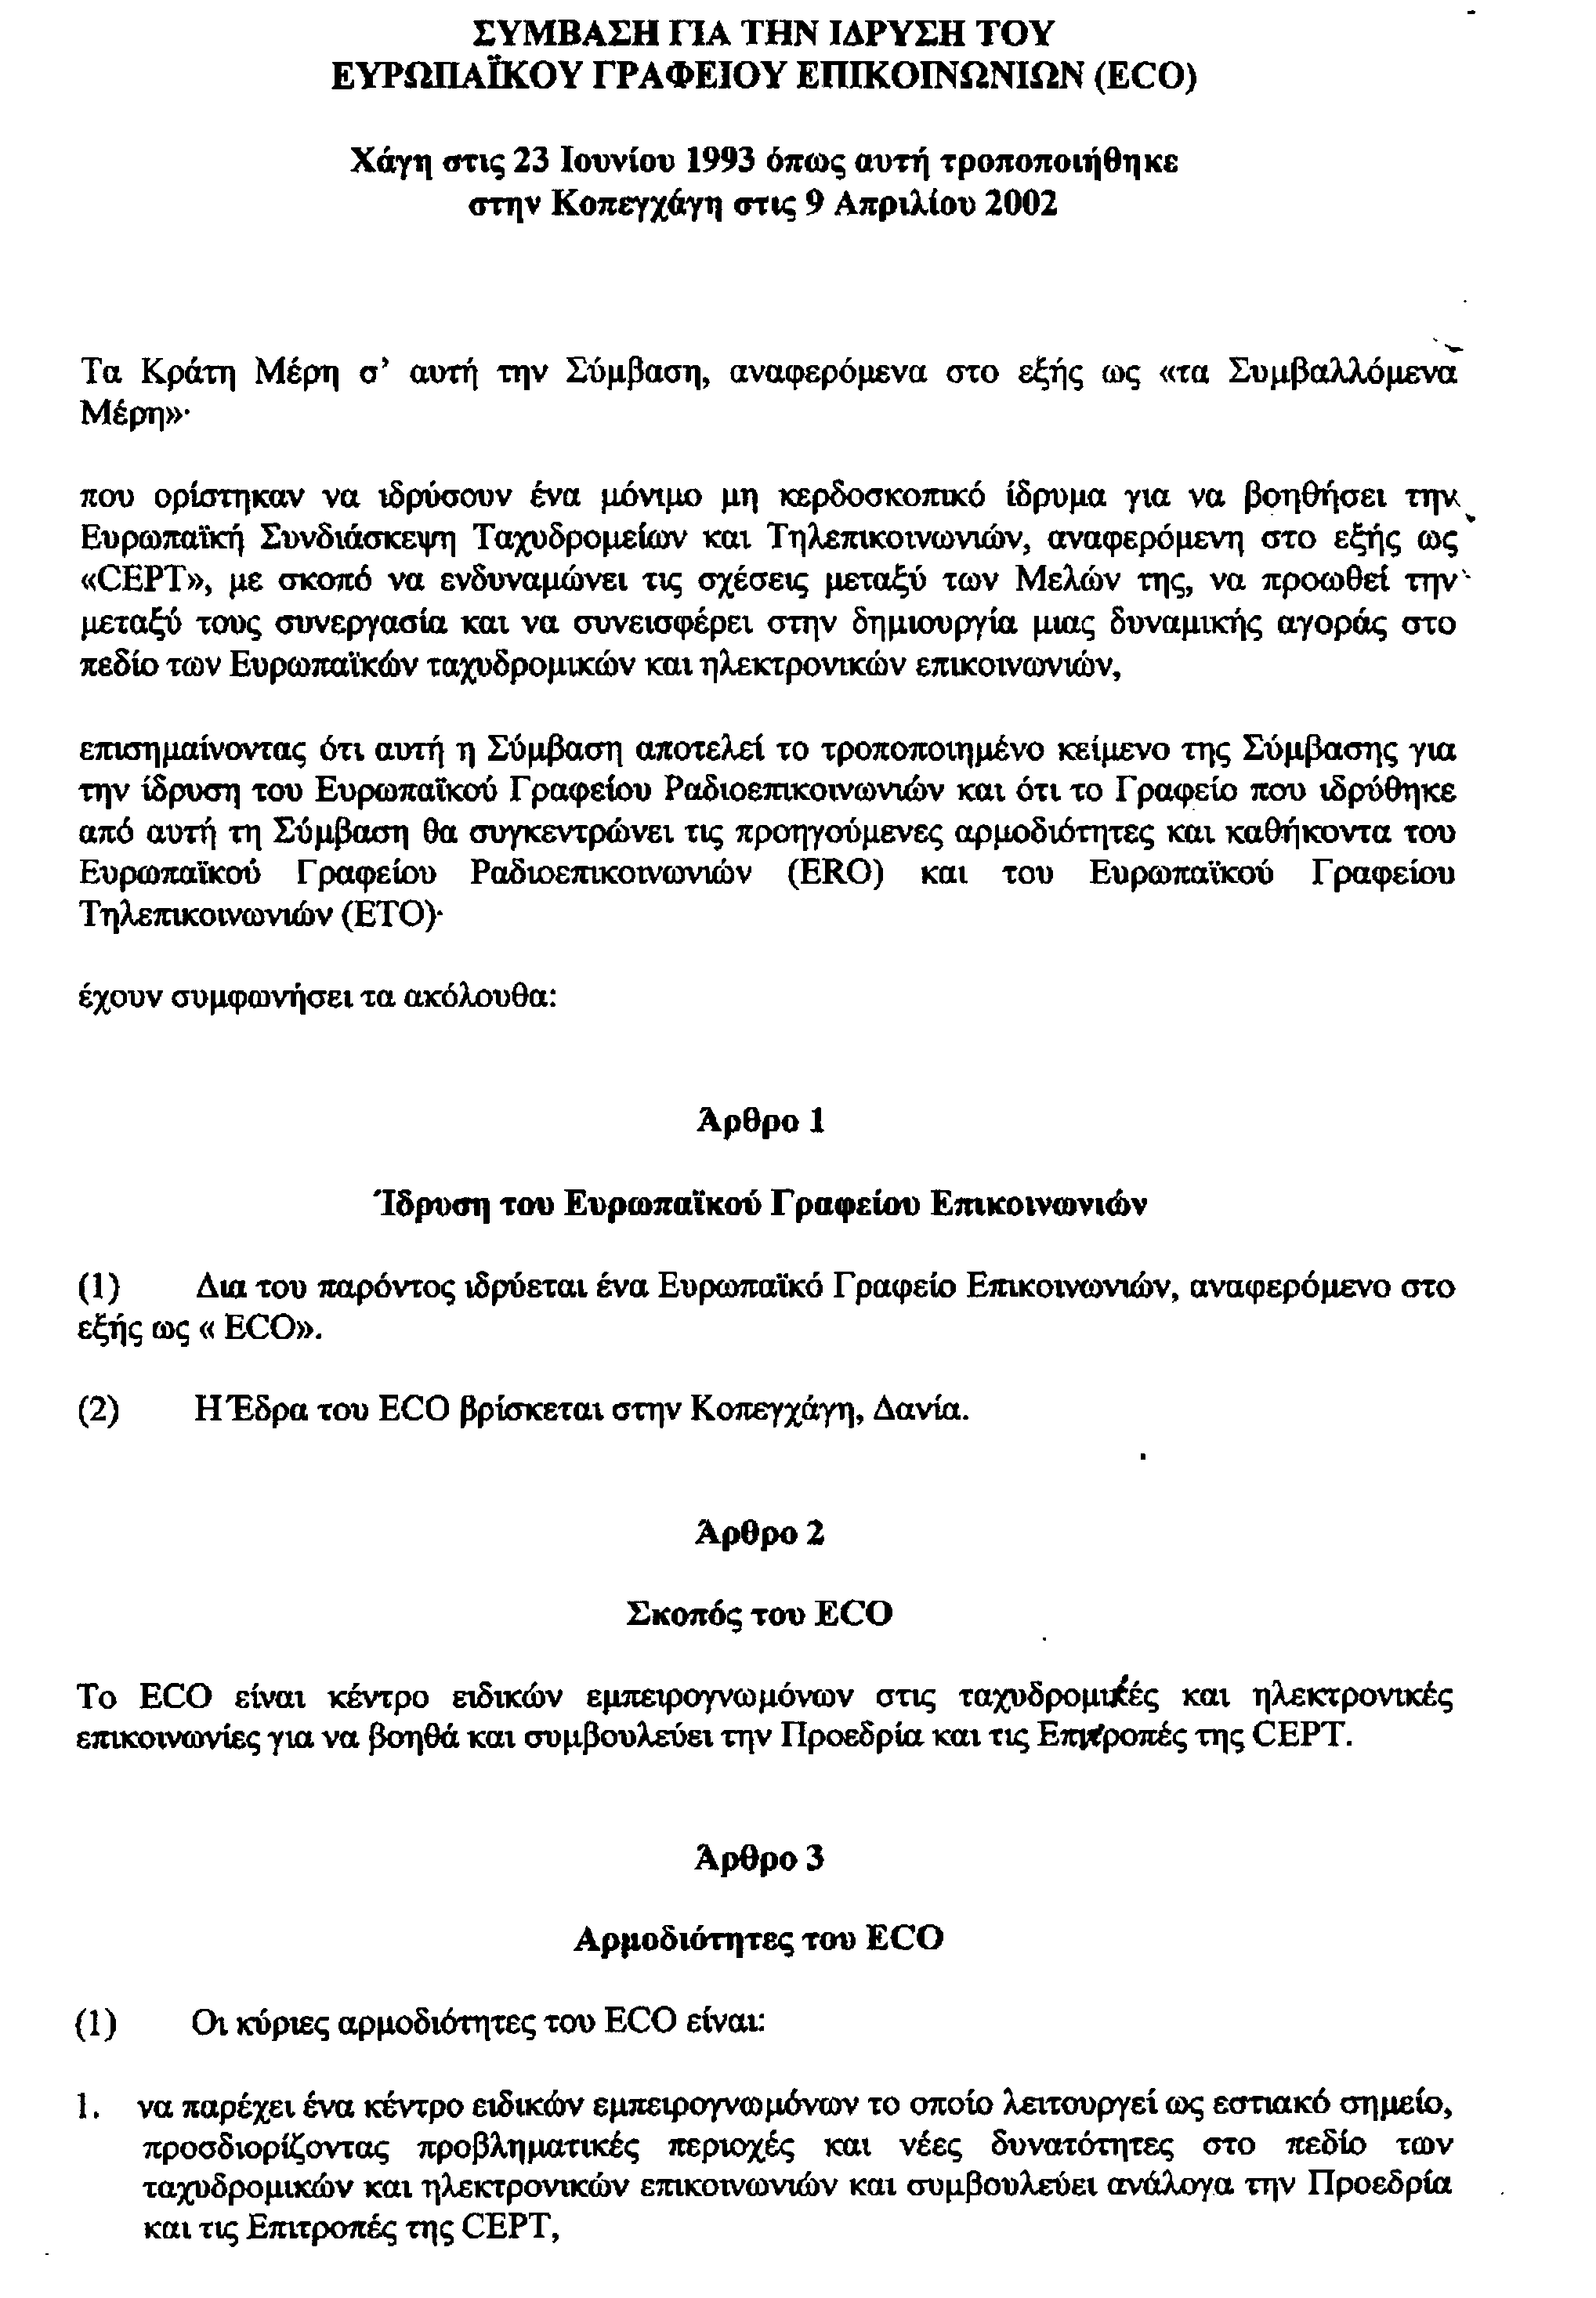 ΣΥΜΒΑΣΗ ΓΙΑ ΤΗΝ ΙΔΡΥΣΗ ΤΟΥ
ΕΥΡΩΠΑΪΚΟΥ ΓΡΑΦΕΙΟΥ ΕΠΙΚΟΙΝΩΝΙΩΝ (ECO)
Χάγη στις 23 Ιουνίου 1993 όπως αυτή τροποποιήθηκε
στην Κοπεγχάγη στις 9 Απριλίου 2002
Τα Κράτη Μέρη σ’ αυτή την Σύμβαση, αναφερόμενα στο εξής ως «τα Συμβαλλόμενα
Μέρη»·
που ορίστηκαν να ιδρύσουν ένα μόνιμο μη κερδοσκοπικό ίδρυμα για να βοηθήσει την
Ευρωπαϊκή Συνδιάσκεψη Ταχυδρομείων και Τηλεπικοινωνιών, αναφερόμενη στο εξής ως
«CEPT», με σκοπό να ενδυναμώνει τις σχέσεις μεταξύ των Μελών της, να προωθεί την
μεταξύ τους συνεργασία και να συνεισφέρει στην δημιουργία μιας δυναμικής αγοράς στο
πεδίο των Ευρωπαϊκών ταχυδρομικών και ηλεκτρονικών επικοινωνιών,
επισημαίνοντας ότι αυτή η Σύμβαση αποτελεί το τροποποιημένο κείμενο της Σύμβασης για
την ίδρυση του Ευρωπαϊκού Γραφείου Ραδιοεπικοινωνιών και ότι το Γραφείο που ιδρύθηκε
από αυτή τη Σύμβαση θα συγκεντρώνει τις προηγούμενες αρμοδιότητες και καθήκοντα του
Ευρωπαϊκού Γραφείου Ραδιοεπικοινωνιών (ERO) και του Ευρωπαϊκού Γραφείου
Τηλεπικοινωνιών (ETO)·
έχουν συμφωνήσει τα ακόλουθα:
Άρθρο 1
Ίδρυση του Ευρωπαϊκού Γραφείου Επικοινωνιών
(1) Δια του παρόντος ιδρύεται ένα Ευρωπαϊκό Γραφείο Επικοινωνιών, αναφερόμενο στο
εξής ως « ECO».
(2) Η Έδρα του ECO βρίσκεται στην Κοπεγχάγη, Δανία.
Άρθρο 2
Σκοπός του ECO
Το ECO είναι κέντρο ειδικών εμπειρογνωμόνων στις ταχυδρομικές και ηλεκτρονικές
επικοινωνίες για να βοηθά και συμβουλεύει την Προεδρία και τις Επιτροπές της CEPT.
Άρθρο 3
Αρμοδιότητες του ECO
(1) Οι κύριες αρμοδιότητες του ECO είναι:
1. να παρέχει ένα κέντρο ειδικών εμπειρογνωμόνων το οποίο λειτουργεί ως εστιακό σημείο,
προσδιορίζοντας προβληματικές περιοχές και νέες δυνατότητες στο πεδίο των
ταχυδρομικών και ηλεκτρονικών επικοινωνιών και συμβουλεύει ανάλογα την Προεδρία
και τις Επιτροπές της CEPT,